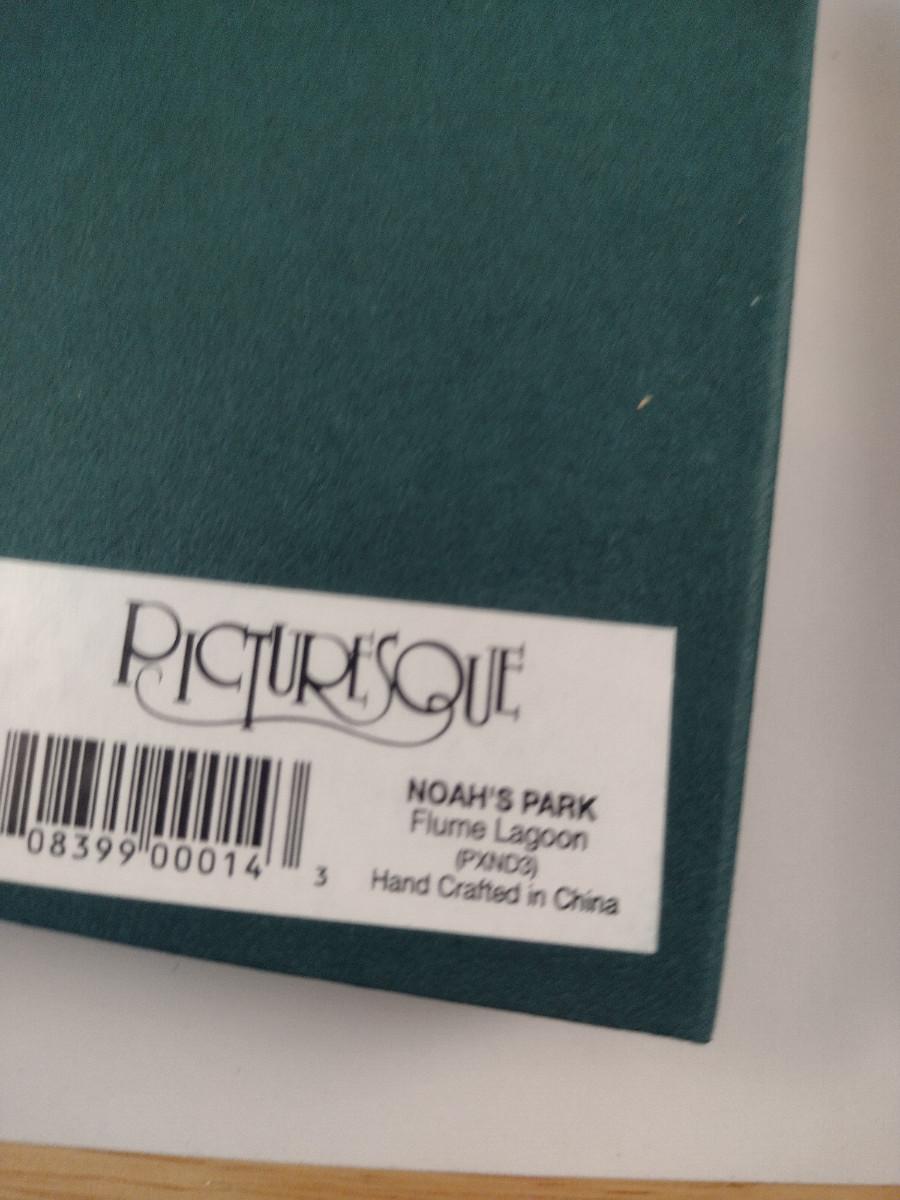 PICTURESQUE
08399 00014 3
NOAH'S PARK
Flume Lagoon
(PXND3)
Hand Crafted in China